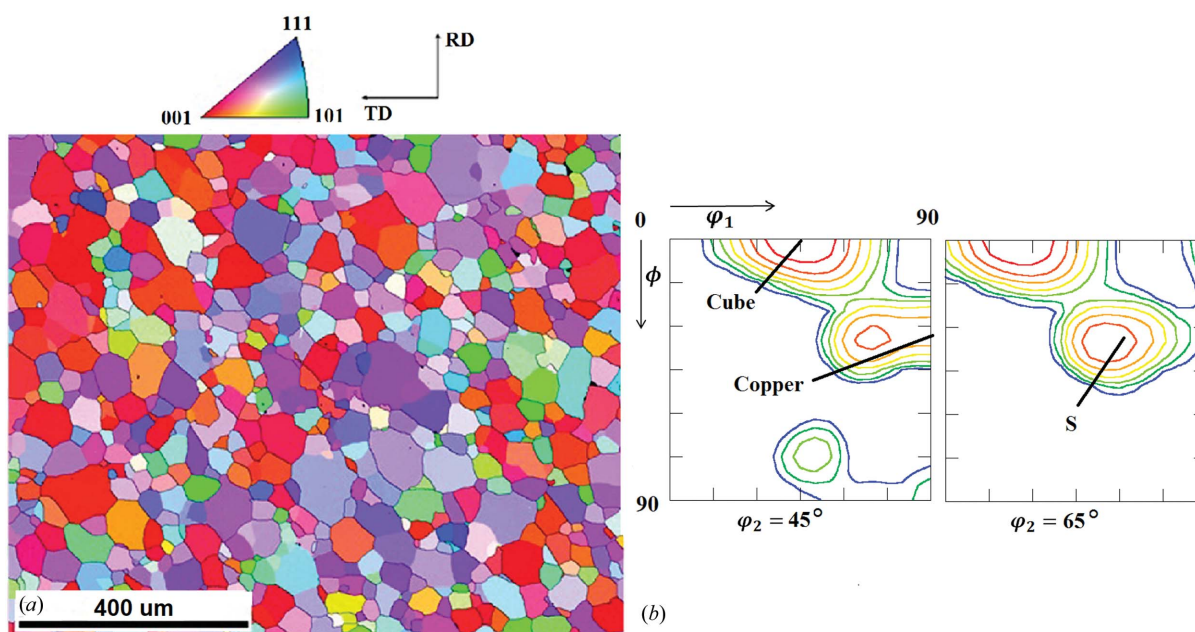 111
RD
001
101
TD
(a)
400 um
0
φ1
90
ϕ
Cube
Copper
S
90
φ2 = 45°
φ2 = 65°
(b)